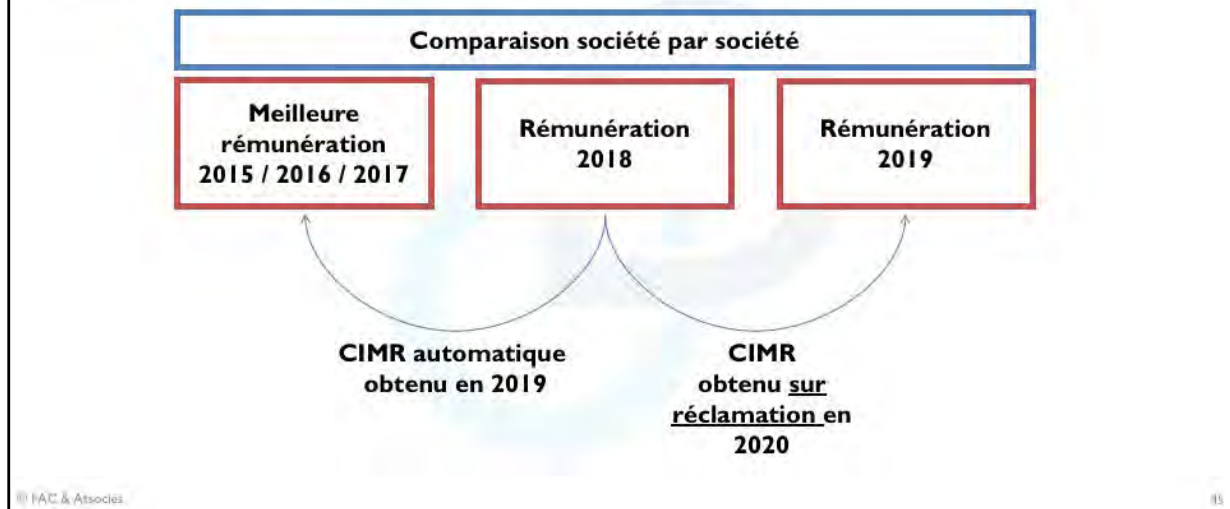 Comparaison société par société
Meilleure
rémunération
2015 / 2016 / 2017
Rémunération
2018
Rémunération
2019
CIMR automatique
obtenu en 2019
CIMR
obtenu sur
réclamation en
2020
© FAC & Associés